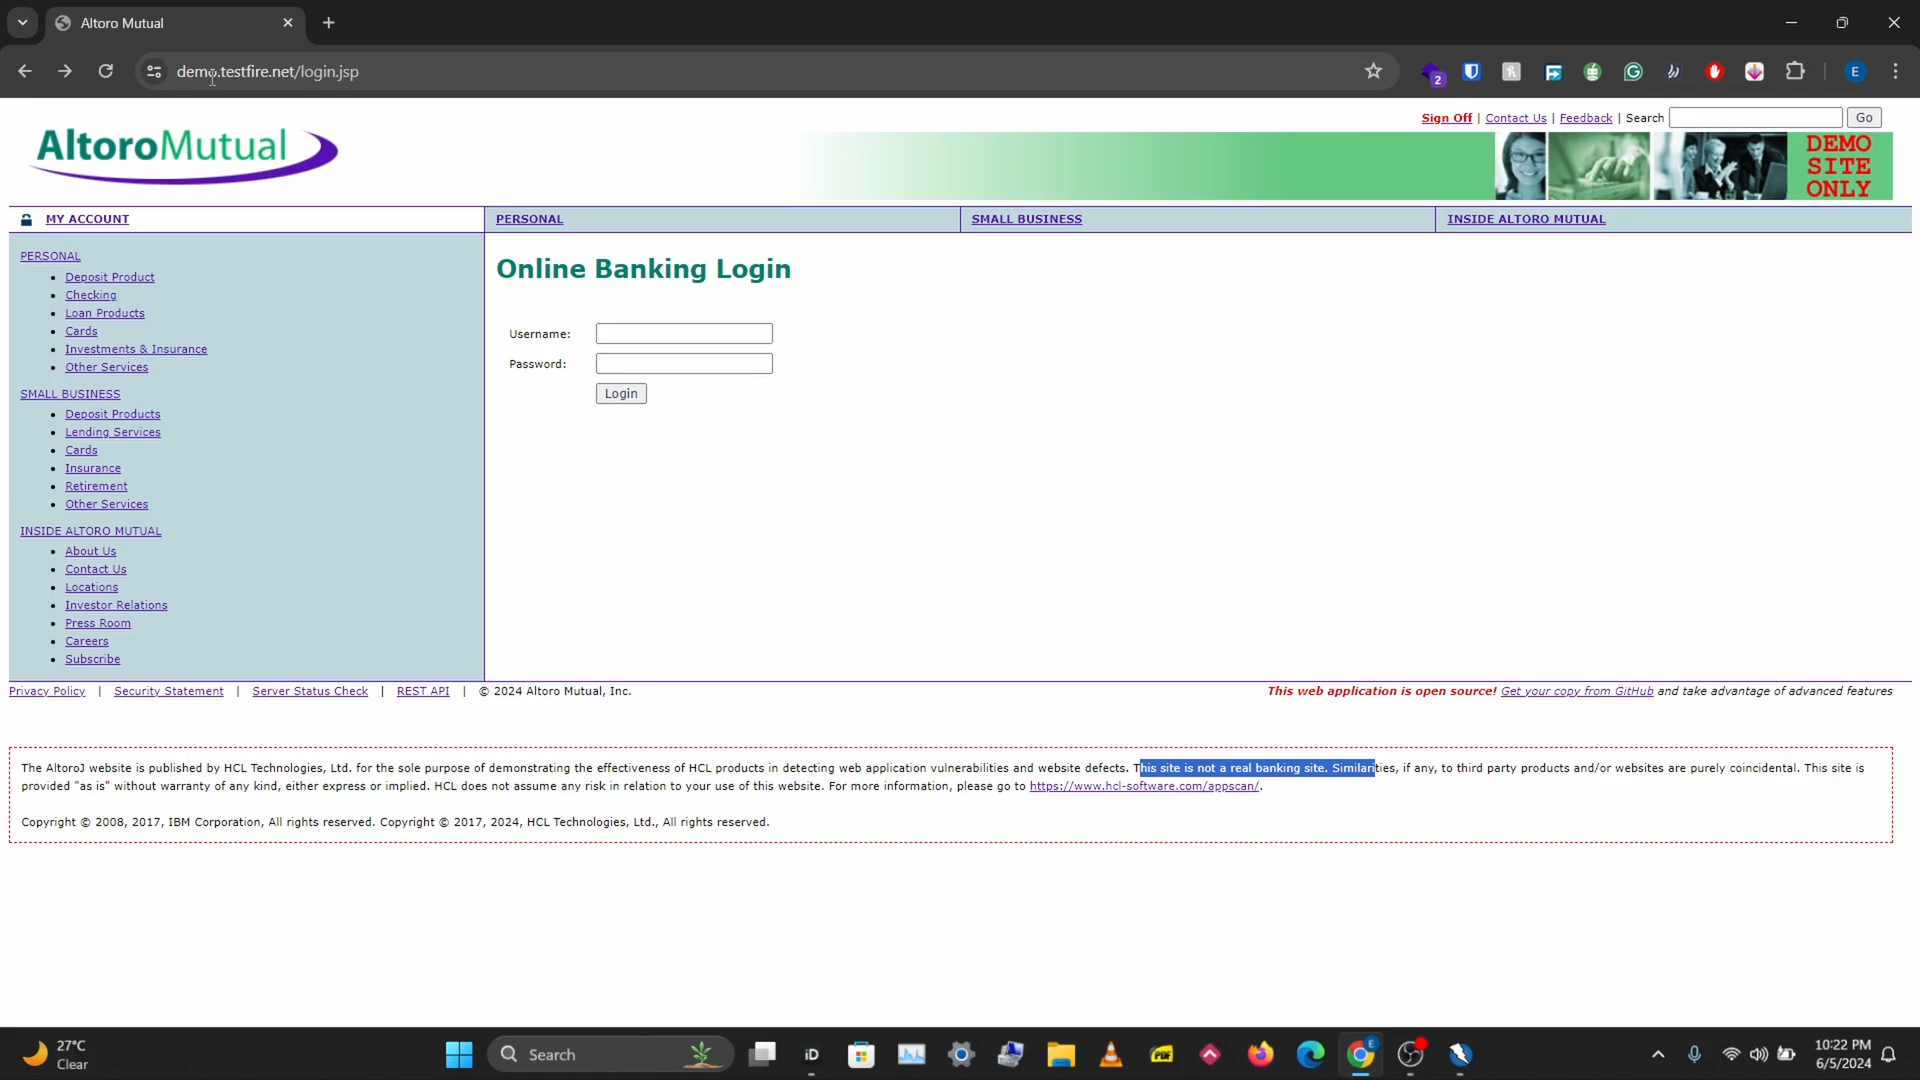 Altoro Mutual
demo.testfire.net/login.jsp
2
E
Sign Off | Contact Us | Feedback | Search Go
AltoroMutual
DEMO
SITE
ONLY
MY ACCOUNT
PERSONAL
SMALL BUSINESS
INSIDE ALTORO MUTUAL
PERSONAL
Deposit Product
Checking
Loan Products
Cards
Investments & Insurance
Other Services
SMALL BUSINESS
Deposit Products
Lending Services
Cards
Insurance
Retirement
Other Services
INSIDE ALTORO MUTUAL
About Us
Contact Us
Locations
Investor Relations
Press Room
Careers
Subscribe
Online Banking Login
Username:
Password:
Login
Privacy Policy | Security Statement | Server Status Check | REST API | © 2024 Altoro Mutual, Inc.
This web application is open source! Get your copy from GitHub and take advantage of advanced features
The AltoroJ website is published by HCL Technologies, Ltd. for the sole purpose of demonstrating the effectiveness of HCL products in detecting web application vulnerabilities and website defects. This site is not a real banking site. Similarities, if any, to third party products and/or websites are purely coincidental. This site is
provided "as is" without warranty of any kind, either express or implied. HCL does not assume any risk in relation to your use of this website. For more information, please go to https://www.hcl-software.com/appscan/.
Copyright © 2008, 2017, IBM Corporation, All rights reserved. Copyright © 2017, 2024, HCL Technologies, Ltd., All rights reserved.
27°C
Clear
Search
iD
PDF
E
10:22 PM
6/5/2024